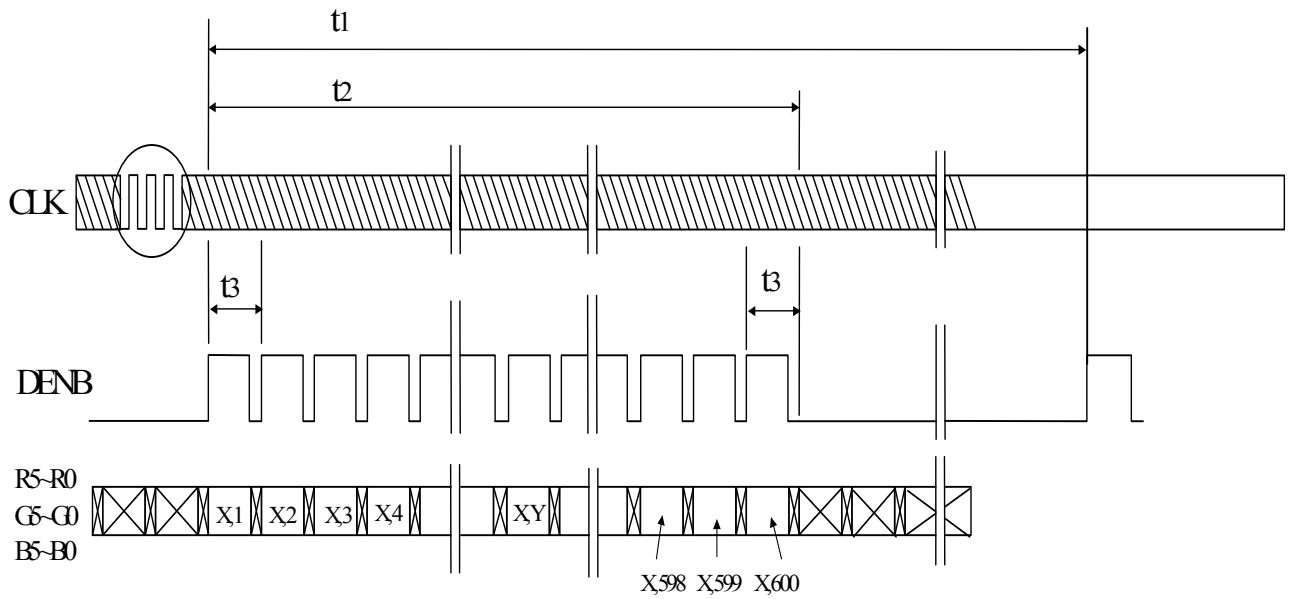 t1
t2
CLK
t3
t3
DENB
R5~R0
G5~G0
B5~B0
X,1 X,2 X,3 X,4 X,Y
X,598 X,599 X,600